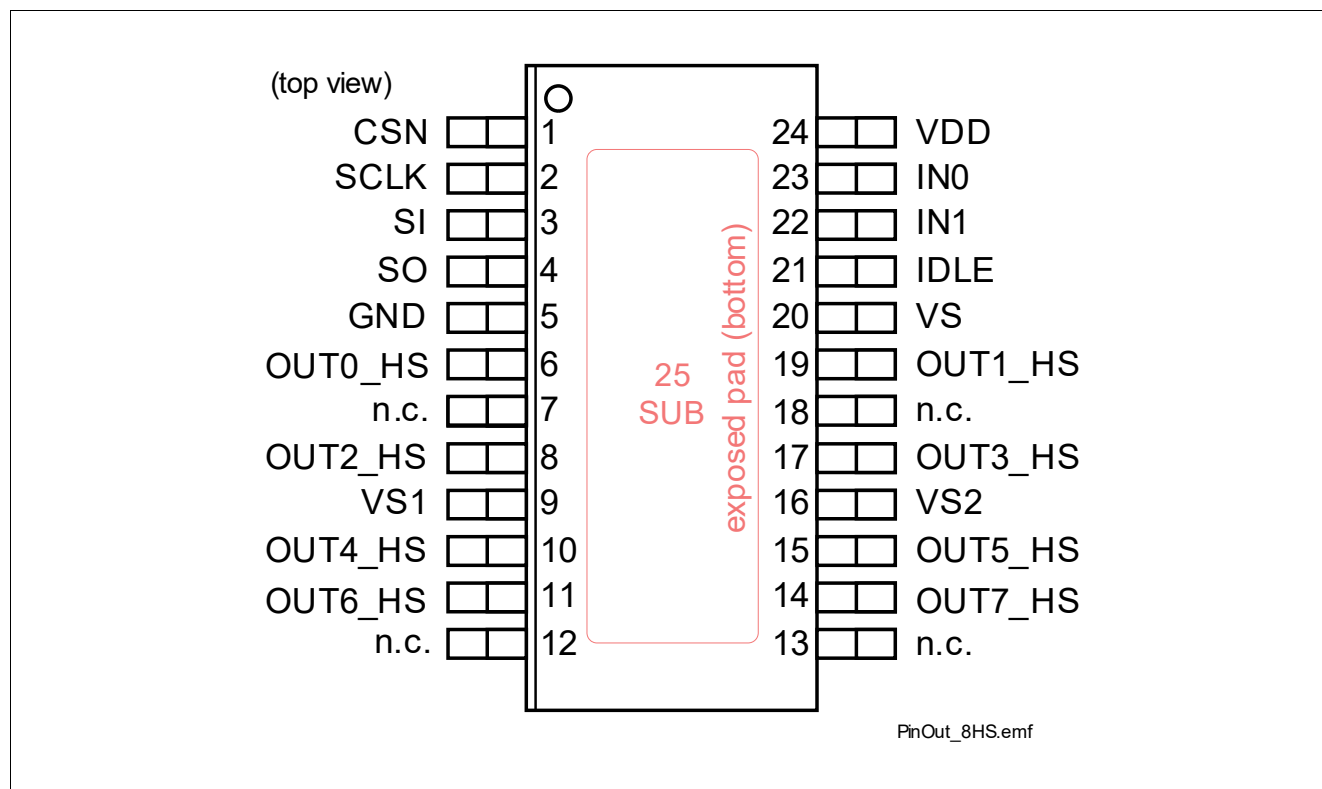 (top view)
CSN 1 24 VDD
SCLK 2 23 IN0
SI 3 22 IN1
SO 4 21 IDLE
GND 5 20 VS
OUT0_HS 6 19 OUT1_HS
n.c. 7 18 n.c.
OUT2_HS 8 17 OUT3_HS
VS1 9 16 VS2
OUT4_HS 10 15 OUT5_HS
OUT6_HS 11 14 OUT7_HS
n.c. 12 13 n.c.
25
SUB
exposed pad (bottom)
PinOut_8HS.emf